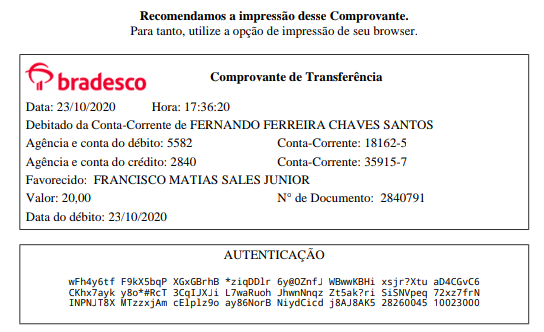 Recomendamos a impressão desse Comprovante.
Para tanto, utilize a opção de impressão de seu browser.
bradesco Comprovante de Transferência
Data: 23/10/2020 Hora: 17:36:20
Debitado da Conta-Corrente de FERNANDO FERREIRA CHAVES SANTOS
Agência e conta do débito: 5582 Conta-Corrente: 18162-5
Agência e conta do crédito: 2840 Conta-Corrente: 35915-7
Favorecido: FRANCISCO MATIAS SALES JUNIOR
Valor: 20,00 N° de Documento: 2840791
Data do débito: 23/10/2020
AUTENTICAÇÃO
wFh4y6tf F9kX5bqP XGxGBrhB *ziqDDlr 6y@OZnfJ WBwwKBHi xsjr?Xtu aD4CGvC6
CKhx7ayk y8o*#RcT 3CqIJXJi L7waRuoh JhwnNnqz Zt5ak?ri SiSNVpeq 72xz7frN
INPNJT8X MTzzxjAm cElplz9o ay86NorB NiydCicd j8AJ8AK5 28260045 10023000